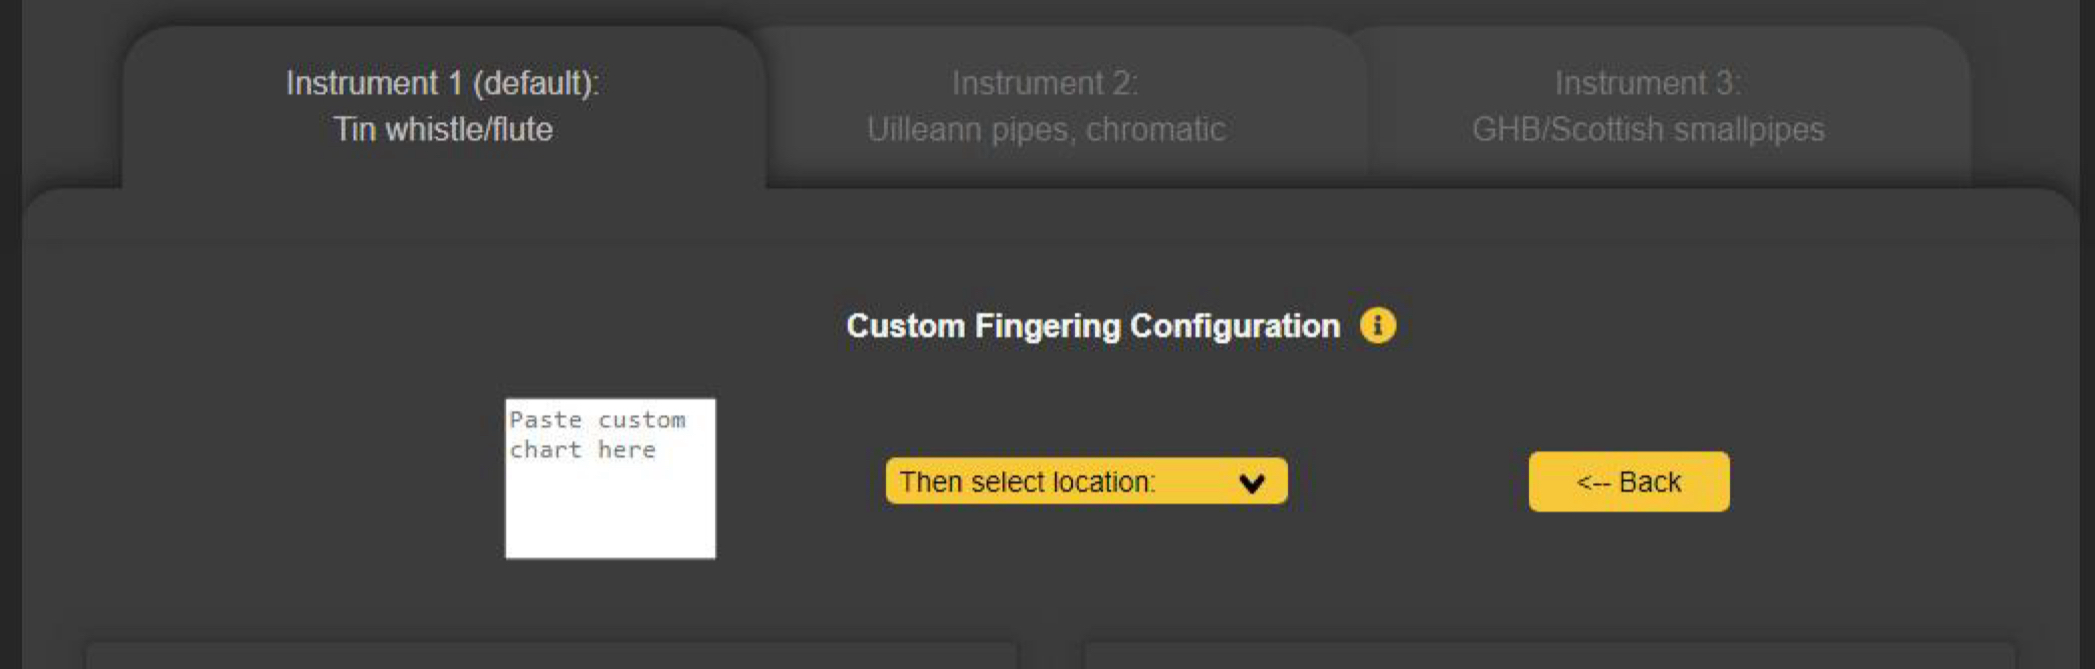 Instrument 1 (default):
Tin whistle/flute
Instrument 2:
Uilleann pipes, chromatic
Instrument 3:
GHB/Scottish smallpipes
Custom Fingering Configuration
Paste custom
chart here
Then select location:
<-- Back